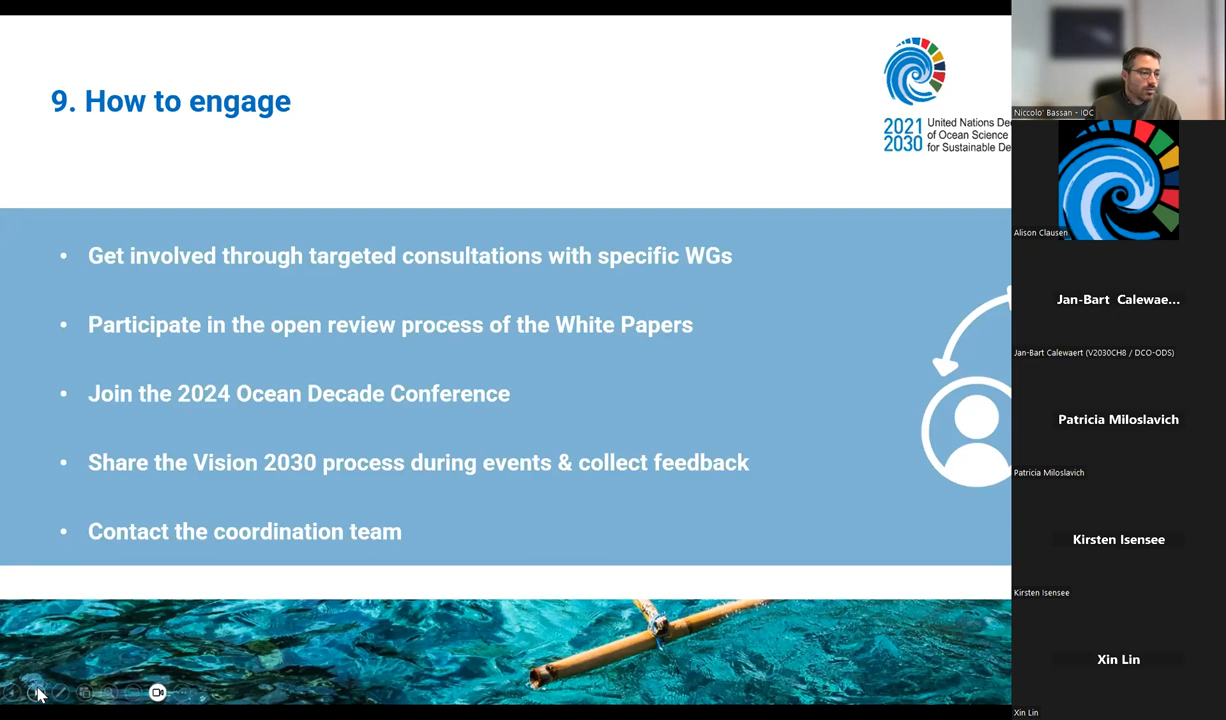 9. How to engage
2021
2030
United Nations De
of Ocean Science
for Sustainable De
• Get involved through targeted consultations with specific WGs
• Participate in the open review process of the White Papers
• Join the 2024 Ocean Decade Conference
• Share the Vision 2030 process during events & collect feedback
• Contact the coordination team
Niccolo' Bassan - IOC
Alison Clausen
Jan-Bart Calewae...
Jan-Bart Calewaert (V2030CH8 / DCO-ODS)
Patricia Miloslavich
Patricia Miloslavich
Kirsten Isensee
Kirsten Isensee
Xin Lin
Xin Lin